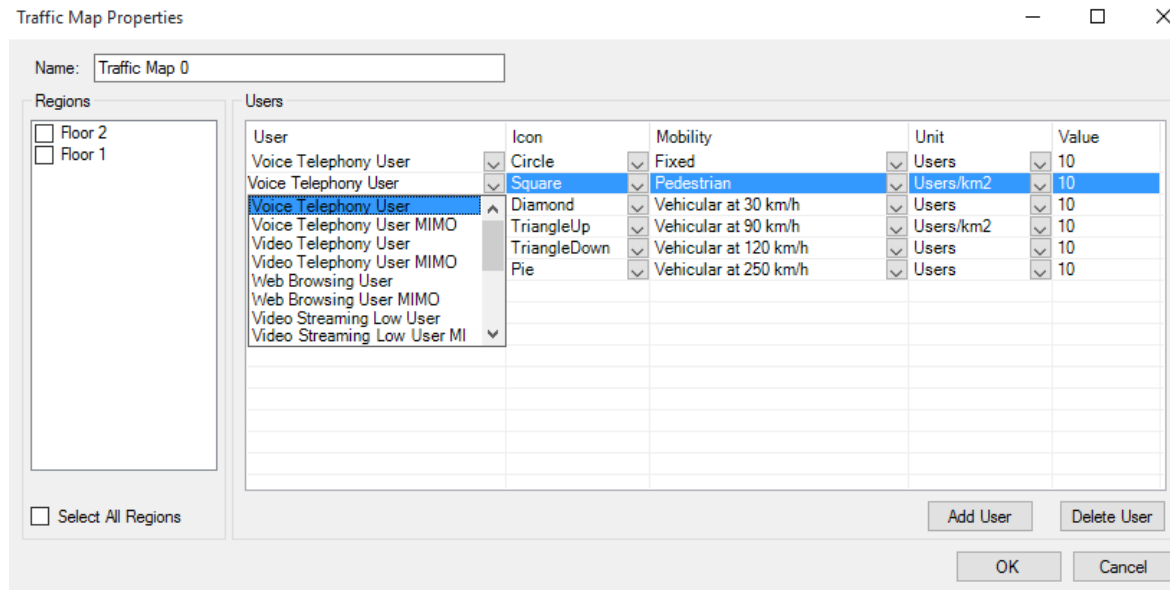 Traffic Map Properties
Name: Traffic Map 0
Regions
Floor 2
Floor 1
Select All Regions
Users
User Icon Mobility Unit Value
Voice Telephony User Circle Fixed Users 10
Voice Telephony User Square Pedestrian Users/km2 10
Voice Telephony User Diamond Vehicular at 30 km/h Users 10
Voice Telephony User MIMO TriangleUp Vehicular at 90 km/h Users/km2 10
Video Telephony User TriangleDown Vehicular at 120 km/h Users 10
Video Telephony User MIMO Pie Vehicular at 250 km/h Users 10
Web Browsing User
Web Browsing User MIMO
Video Streaming Low User
Video Streaming Low User MI
Add User Delete User
OK Cancel